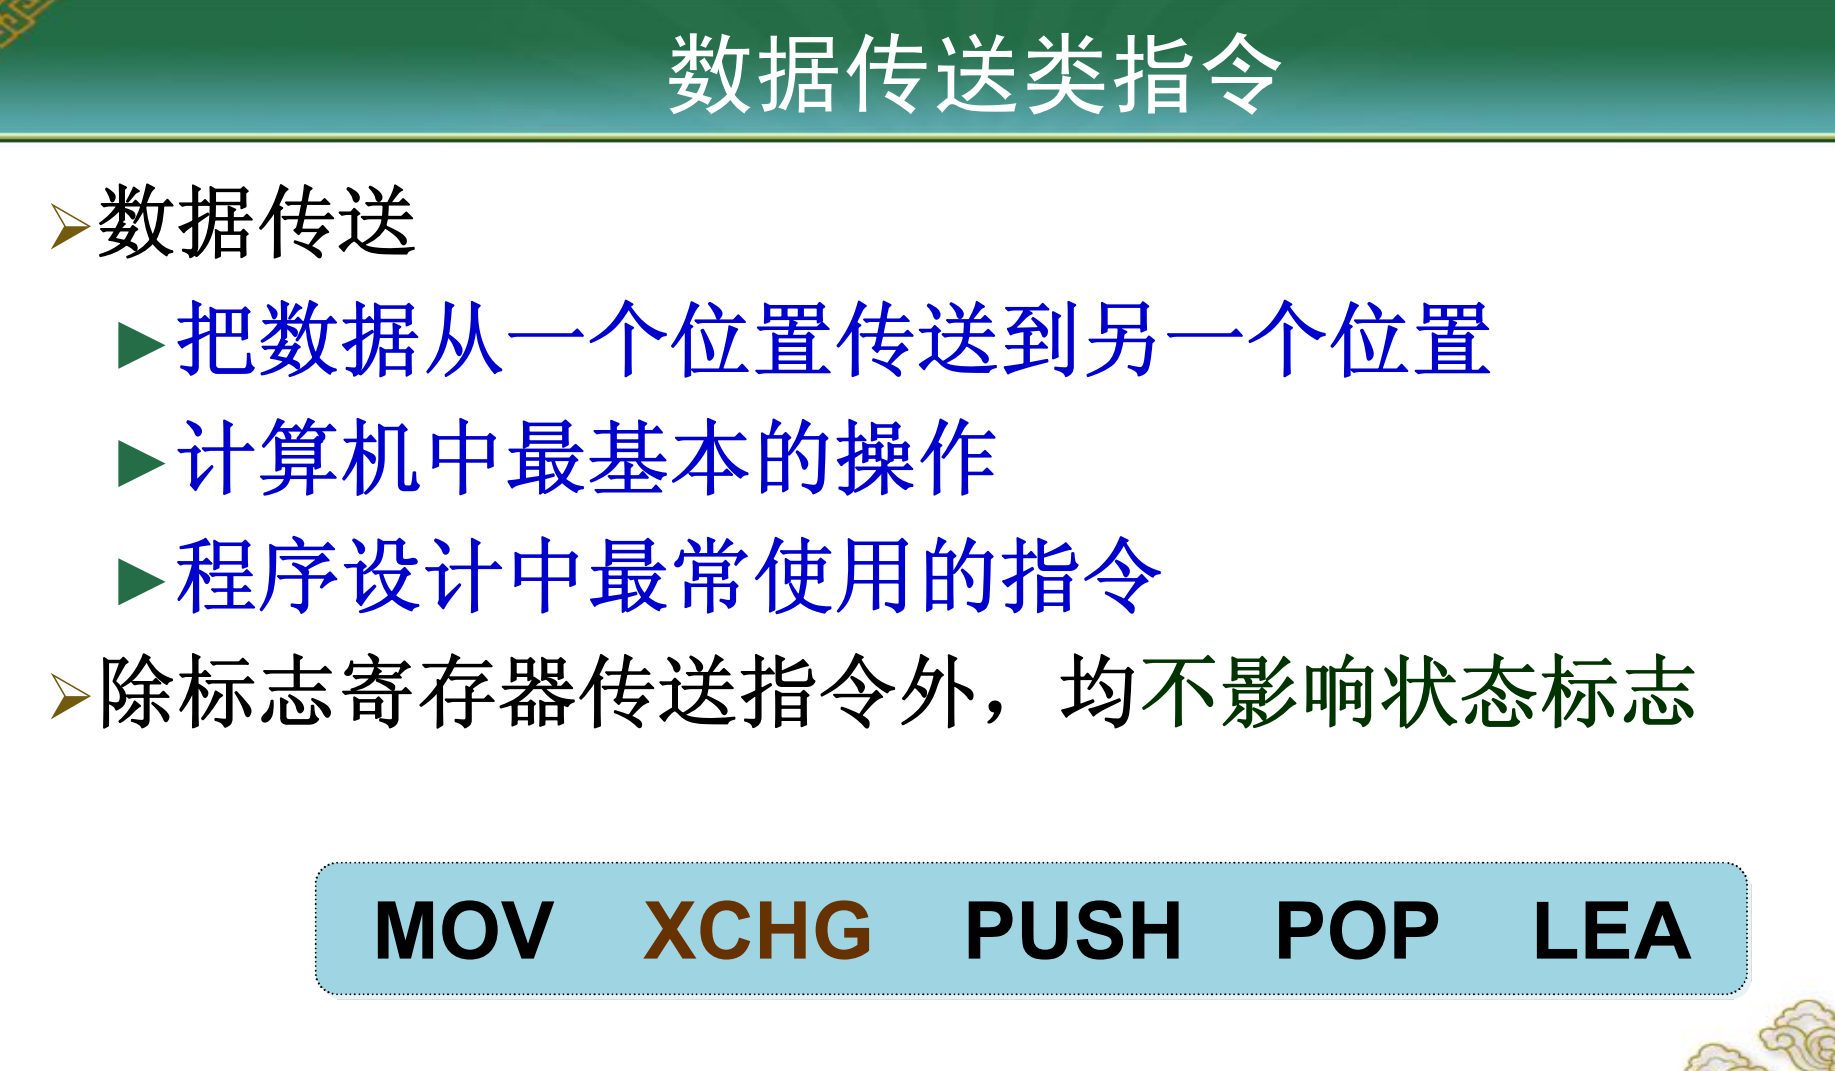 数据传送类指令
数据传送
把数据从一个位置传送到另一个位置
计算机中最基本的操作
程序设计中最常使用的指令
除标志寄存器传送指令外，均不影响状态标志
MOV XCHG PUSH POP LEA